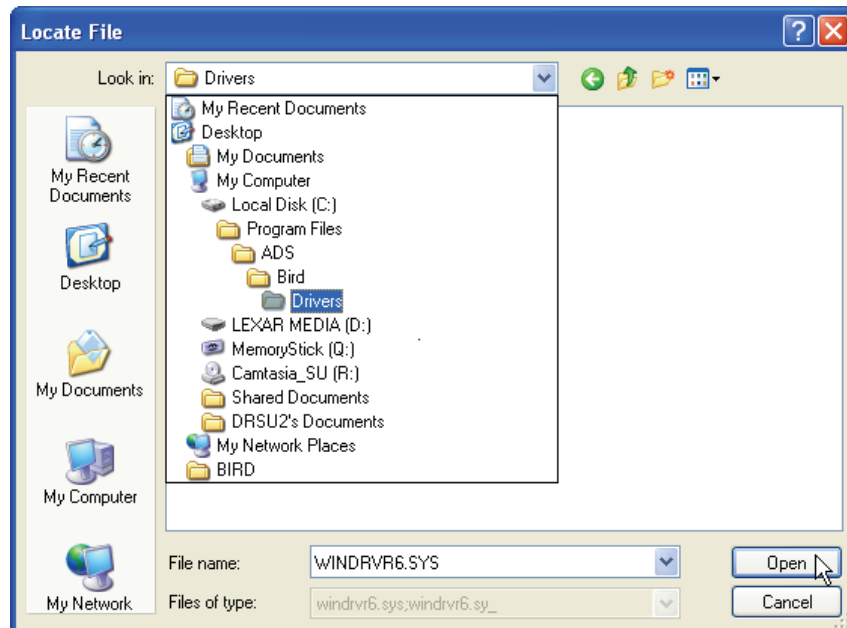 Locate File
Look in:
Drivers
My Recent Documents
Desktop
My Documents
My Computer
Local Disk (C:)
Program Files
ADS
Bird
Drivers
LEXAR MEDIA (D:)
MemoryStick (Q:)
Camtasia_SU (R:)
Shared Documents
DRSU2's Documents
My Network Places
BIRD
My Recent
Documents
Desktop
My Documents
My Computer
My Network
File name:
WINDRVR6.SYS
Open
Files of type:
windrvr6.sys;windrvr6.sy_
Cancel